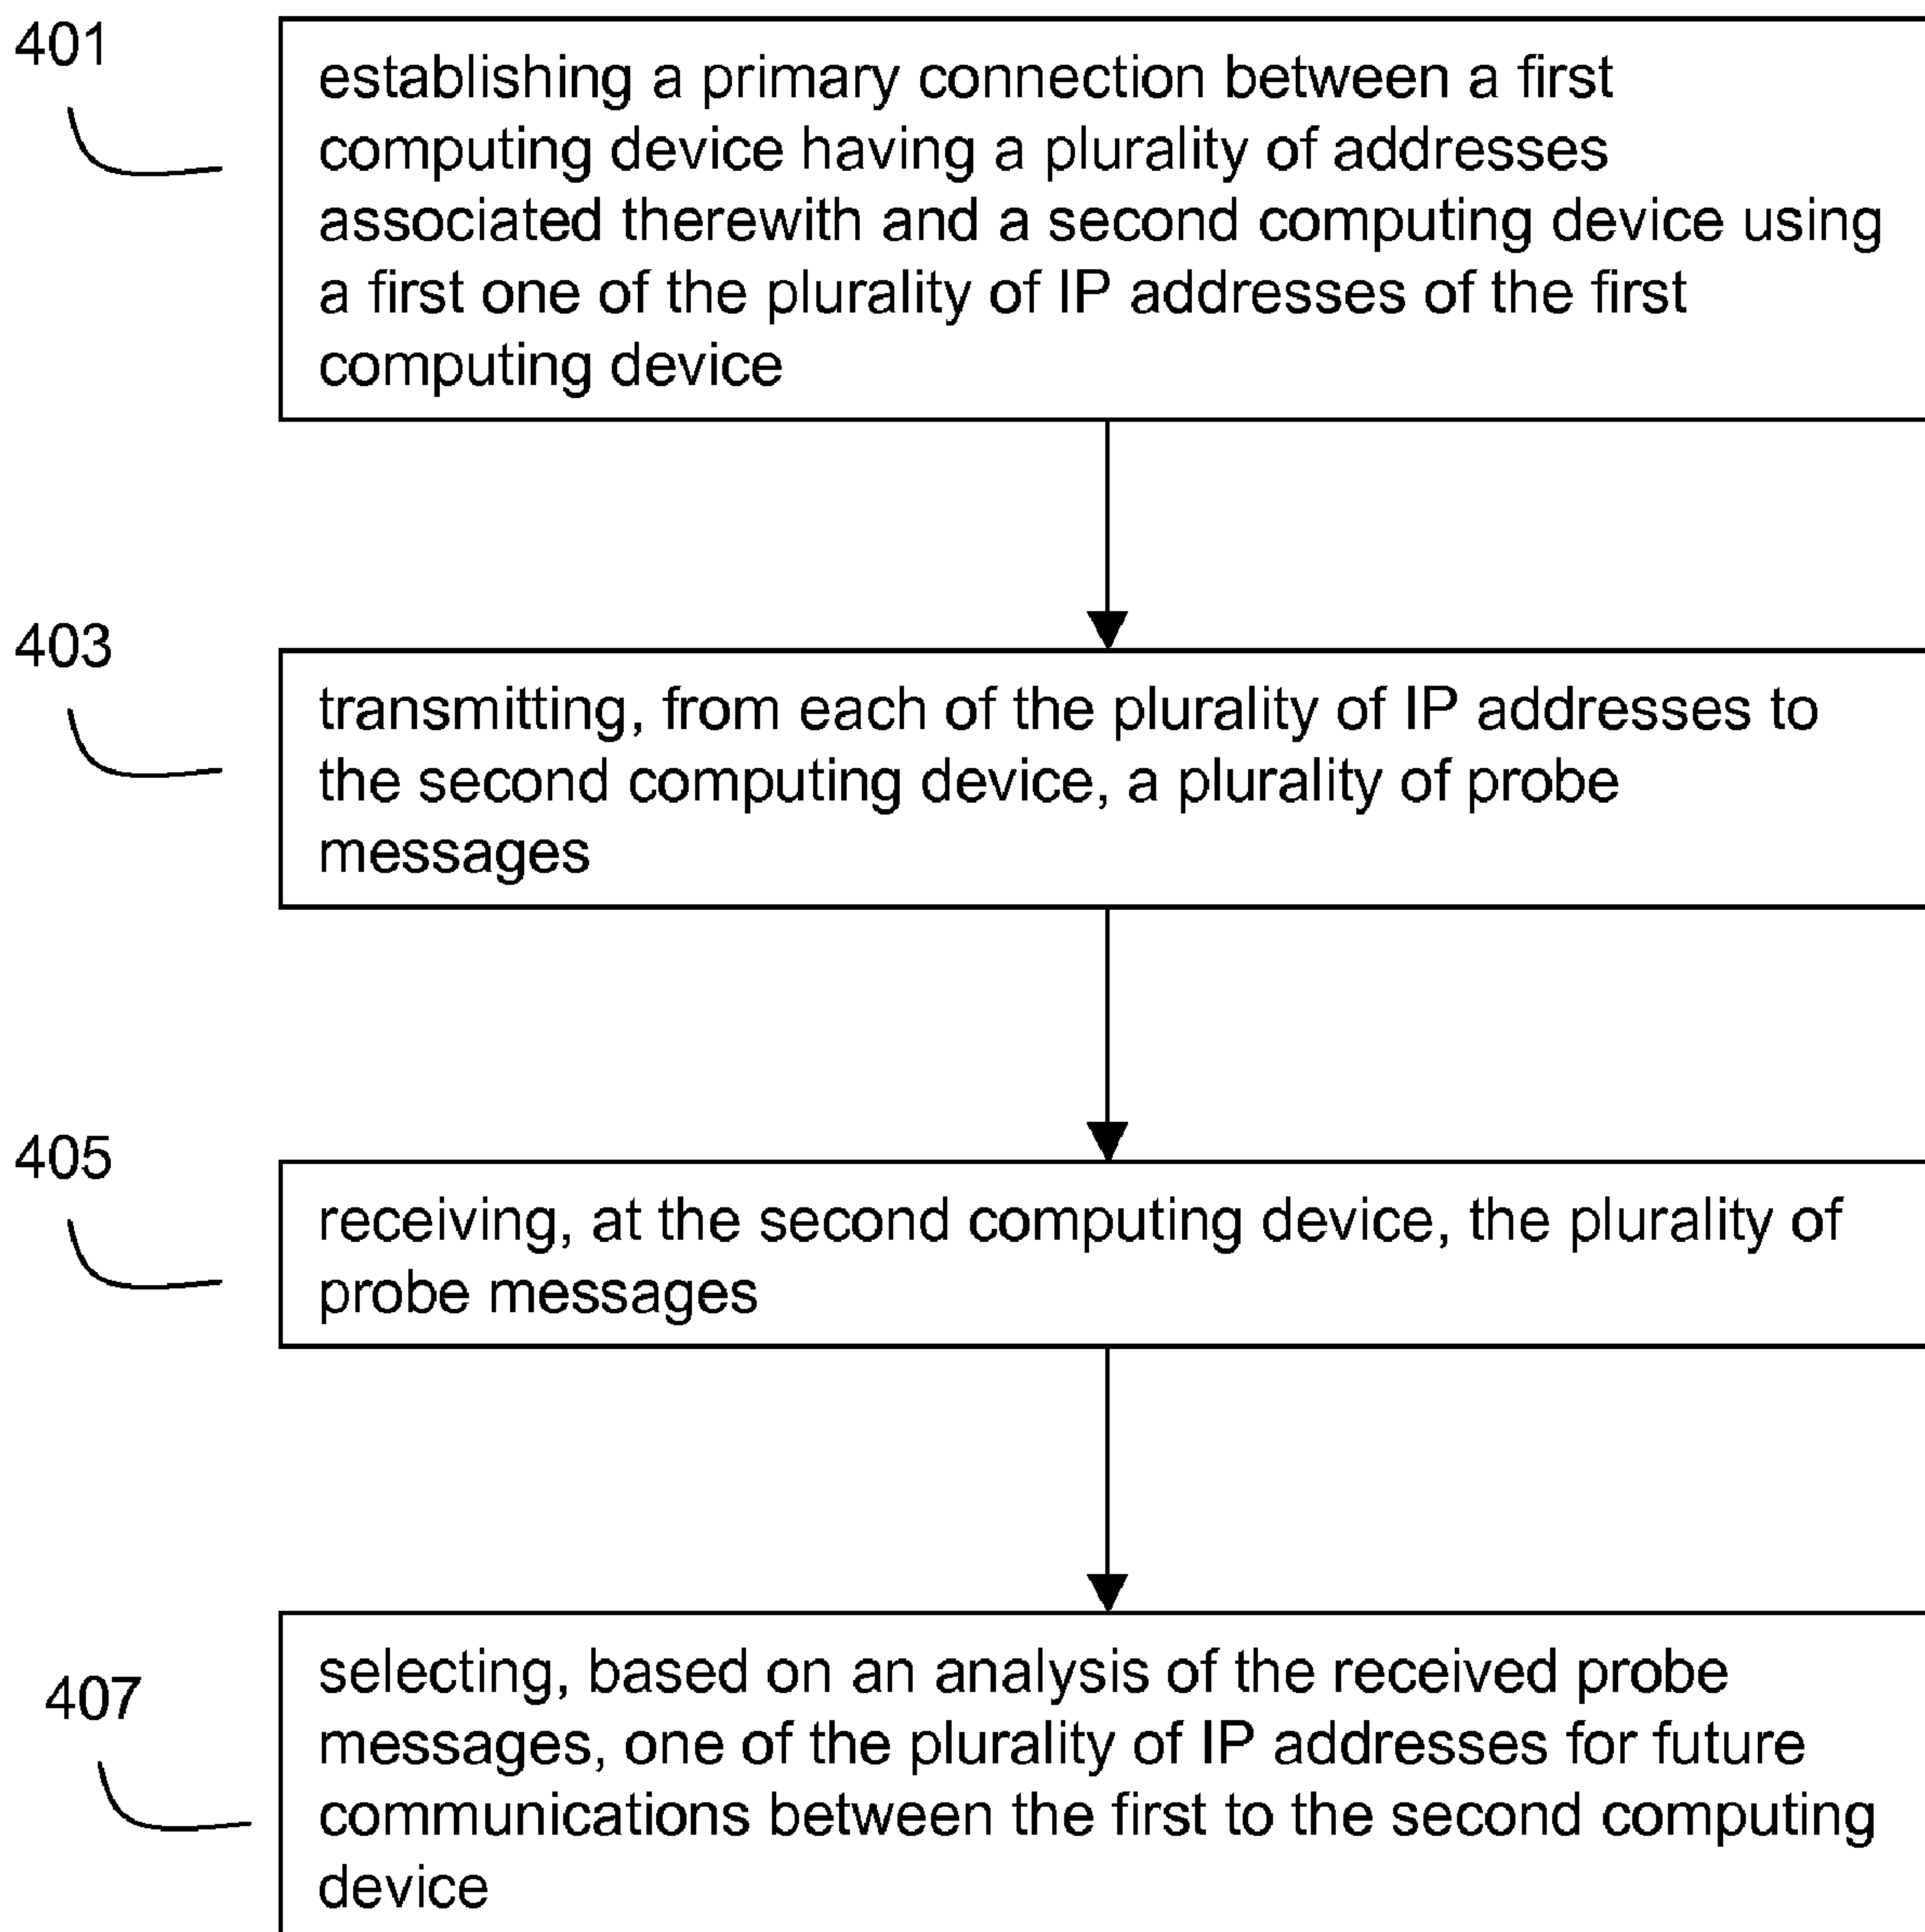 401
establishing a primary connection between a first
computing device having a plurality of addresses
associated therewith and a second computing device using
a first one of the plurality of IP addresses of the first
computing device
403
transmitting, from each of the plurality of IP addresses to
the second computing device, a plurality of probe
messages
405
receiving, at the second computing device, the plurality of
probe messages
407
selecting, based on an analysis of the received probe
messages, one of the plurality of IP addresses for future
communications between the first to the second computing
device